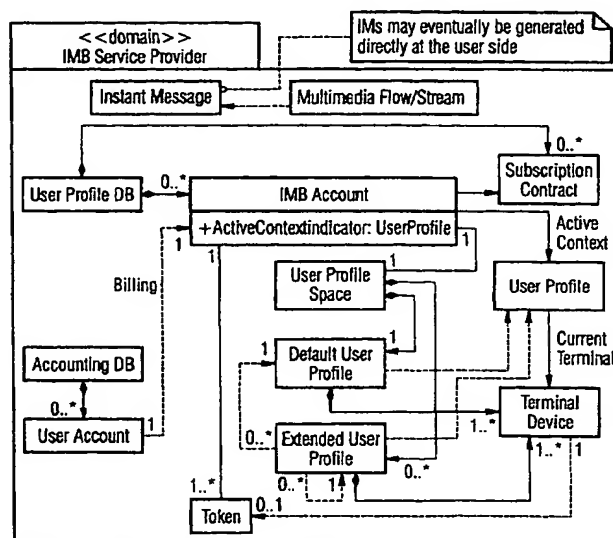 <<domain>>
IMB Service Provider
IMs may eventually be generated
directly at the user side
Instant Message
Multimedia Flow/Stream
0..*
User Profile DB
0..*
IMB Account
Subscription
Contract
+ActiveContextindicator: UserProfile
1
1
1
Active
Context
Billing
1
User Profile
Space
User Profile
Accounting DB
1
1
Default User
Profile
Current
Terminal
0..*
User Account
1
0..*
Extended User
Profile
1..*
Terminal
Device
0..*
1
0..*
1..*
1
1..*
0..1
Token